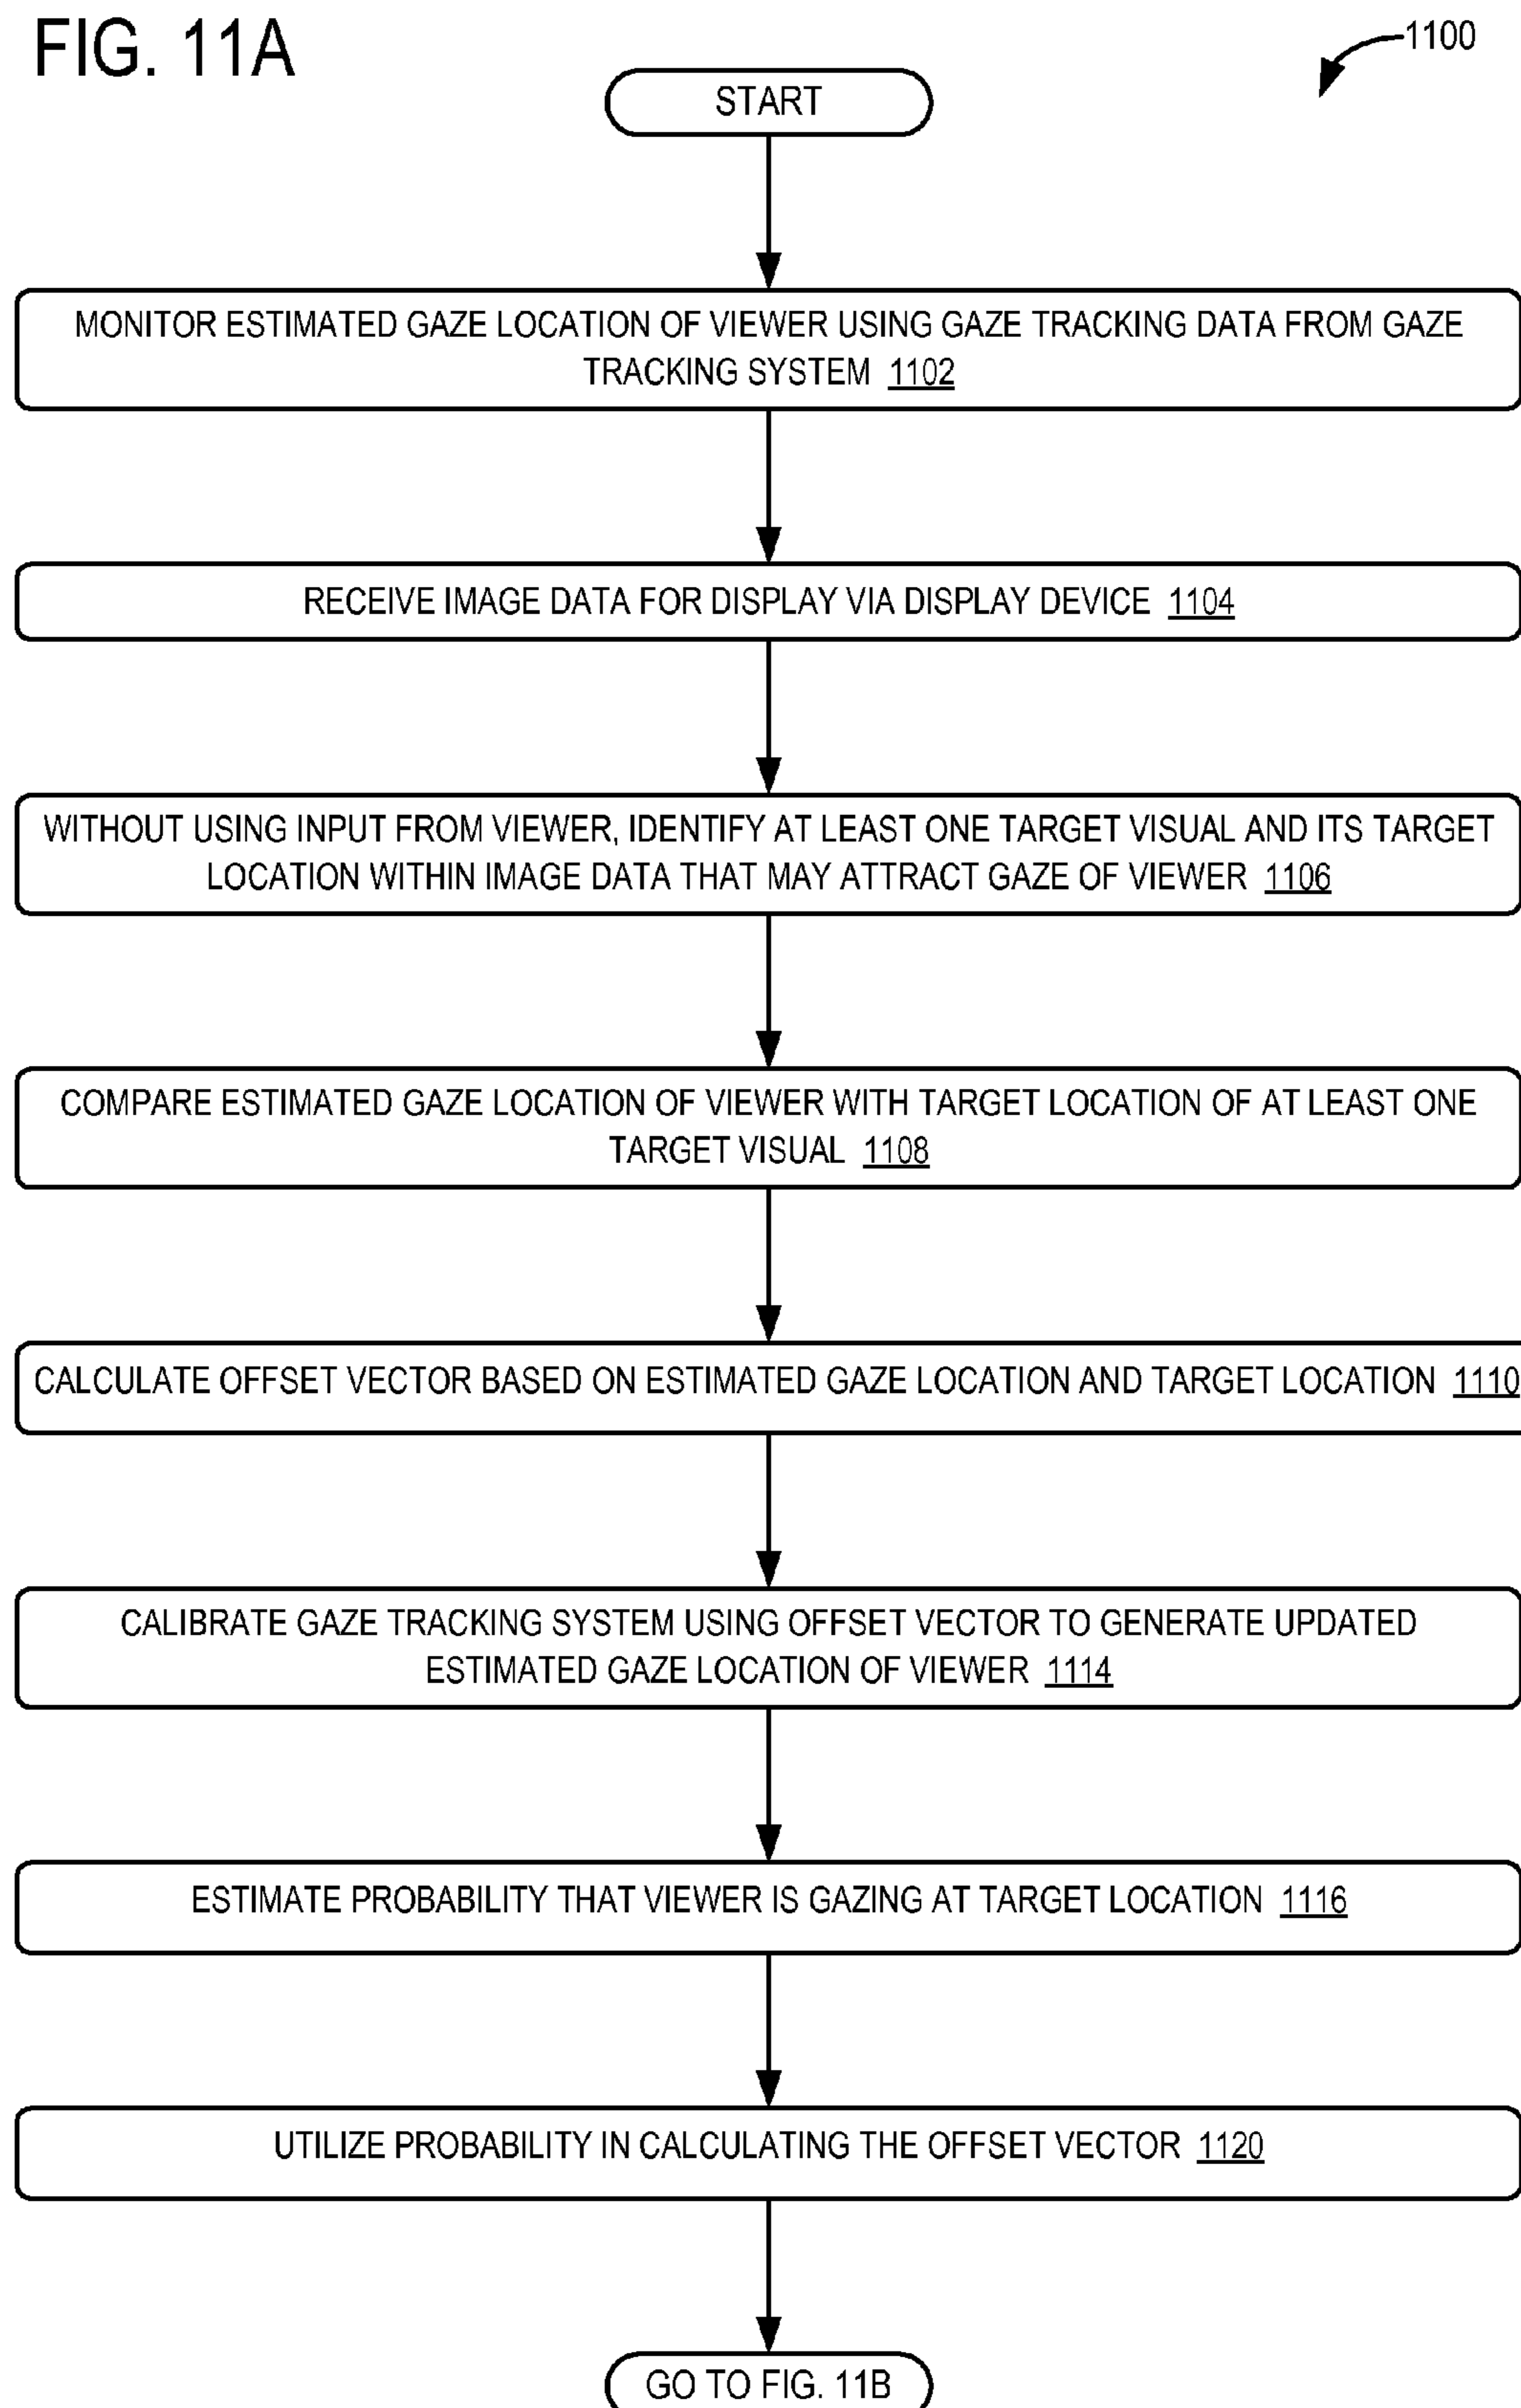 FIG. 11A
1100
START
MONITOR ESTIMATED GAZE LOCATION OF VIEWER USING GAZE TRACKING DATA FROM GAZE
TRACKING SYSTEM 1102
RECEIVE IMAGE DATA FOR DISPLAY VIA DISPLAY DEVICE 1104
WITHOUT USING INPUT FROM VIEWER, IDENTIFY AT LEAST ONE TARGET VISUAL AND ITS TARGET
LOCATION WITHIN IMAGE DATA THAT MAY ATTRACT GAZE OF VIEWER 1106
COMPARE ESTIMATED GAZE LOCATION OF VIEWER WITH TARGET LOCATION OF AT LEAST ONE
TARGET VISUAL 1108
CALCULATE OFFSET VECTOR BASED ON ESTIMATED GAZE LOCATION AND TARGET LOCATION 1110
CALIBRATE GAZE TRACKING SYSTEM USING OFFSET VECTOR TO GENERATE UPDATED
ESTIMATED GAZE LOCATION OF VIEWER 1114
ESTIMATE PROBABILITY THAT VIEWER IS GAZING AT TARGET LOCATION 1116
UTILIZE PROBABILITY IN CALCULATING THE OFFSET VECTOR 1120
GO TO FIG. 11B